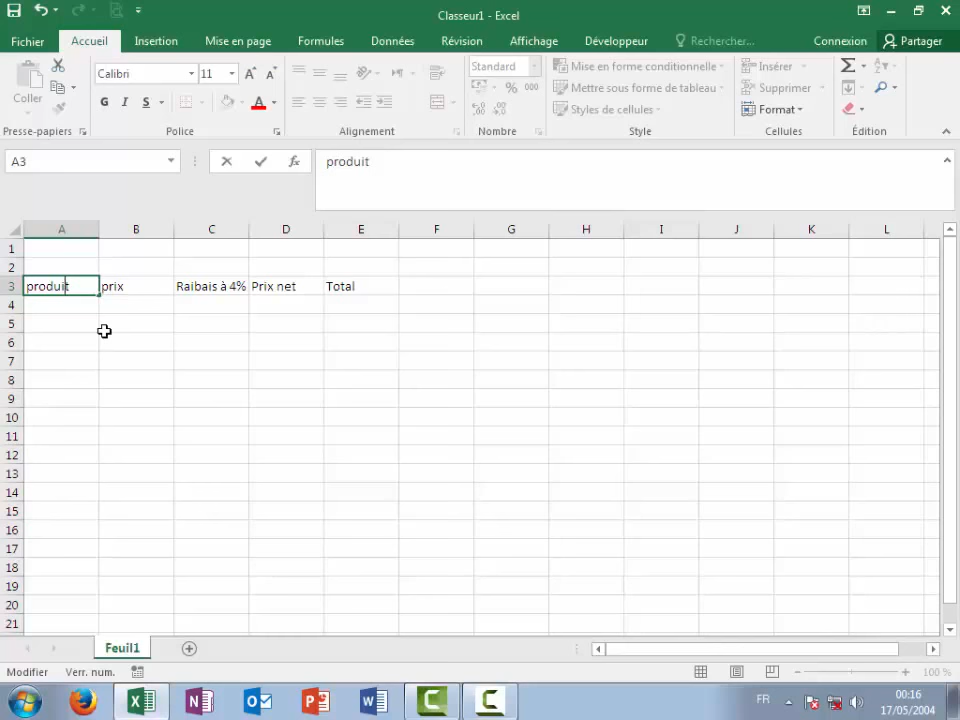 Classeur1 - Excel
Fichier Accueil Insertion Mise en page Formules Données Révision Affichage Développeur Rechercher... Connexion Partager
Coller
Calibri 11
G I S
Standard
% 000
Mise en forme conditionnelle
Mettre sous forme de tableau
Styles de cellules
Insérer
Supprimer
Format
Presse-papiers Police Alignement Nombre Style Cellules Édition
A3 fx produit
A B C D E F G H I J K L
1
2
3 produit prix Raibais à 4% Prix net Total
4
5
6
7
8
9
10
11
12
13
14
15
16
17
18
19
20
21
Feuil1
Modifier Verr. num. 100 %
FR 00:16
17/05/2004